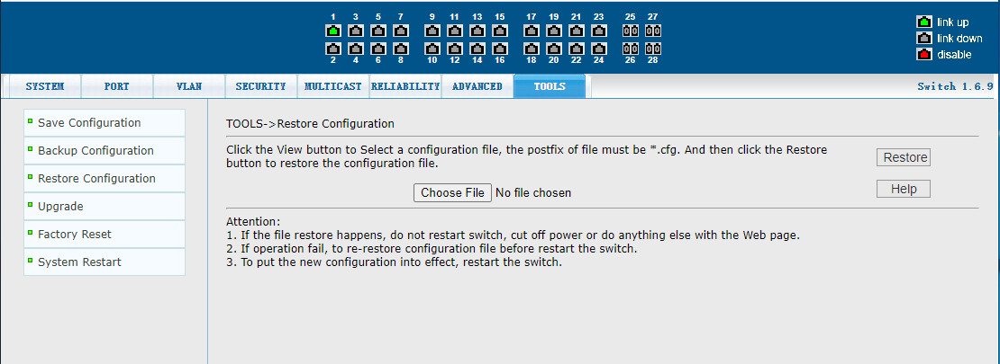 1 3 5 7 9 11 13 15 17 19 21 23 25 27
link up
link down
2 4 6 8 10 12 14 16 18 20 22 24 26 28
disable
SYSTEM PORT VLAN SECURITY MULTICAST RELIABILITY ADVANCED TOOLS Switch 1.6.9
Save Configuration
Backup Configuration
Restore Configuration
Upgrade
Factory Reset
System Restart
TOOLS->Restore Configuration
Click the View button to Select a configuration file, the postfix of file must be *.cfg. And then click the Restore
button to restore the configuration file.
Restore
Help
Choose File No file chosen
Attention:
1. If the file restore happens, do not restart switch, cut off power or do anything else with the Web page.
2. If operation fail, to re-restore configuration file before restart the switch.
3. To put the new configuration into effect, restart the switch.